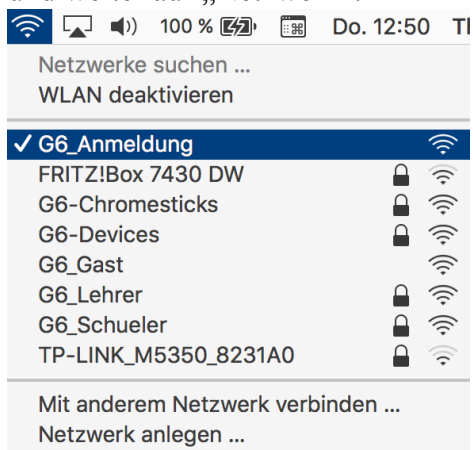 100 % Do. 12:50
Netzwerke suchen ...
WLAN deaktivieren
✓ G6_Anmeldung
FRITZ!Box 7430 DW
G6-Chromesticks
G6-Devices
G6_Gast
G6_Lehrer
G6_Schueler
TP-LINK_M5350_8231A0
Mit anderem Netzwerk verbinden ...
Netzwerk anlegen ...